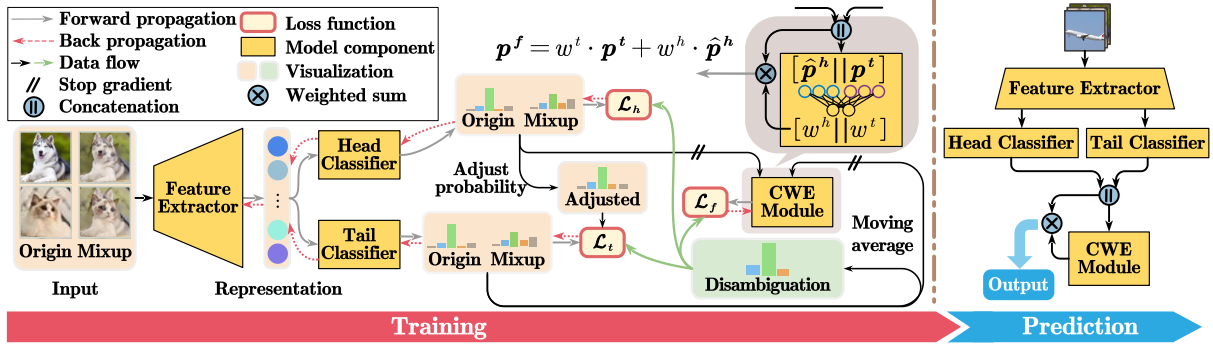 Forward propagation
Back propagation
Data flow
Stop gradient
Concatenation
Loss function
Model component
Visualization
Weighted sum
p^f = w^t · p^t + w^h · p̂^h
[p̂^h||p^t]
[w^h||w^t]
Origin Mixup
Input
Feature
Extractor
Representation
Head
Classifier
Tail
Classifier
Origin Mixup
ℒ_h
Adjust
probability
Adjusted
ℒ_t
Origin Mixup
ℒ_f
CWE
Module
Moving
average
Disambiguation
Training
Feature Extractor
Head Classifier
Tail Classifier
CWE
Module
Output
Prediction